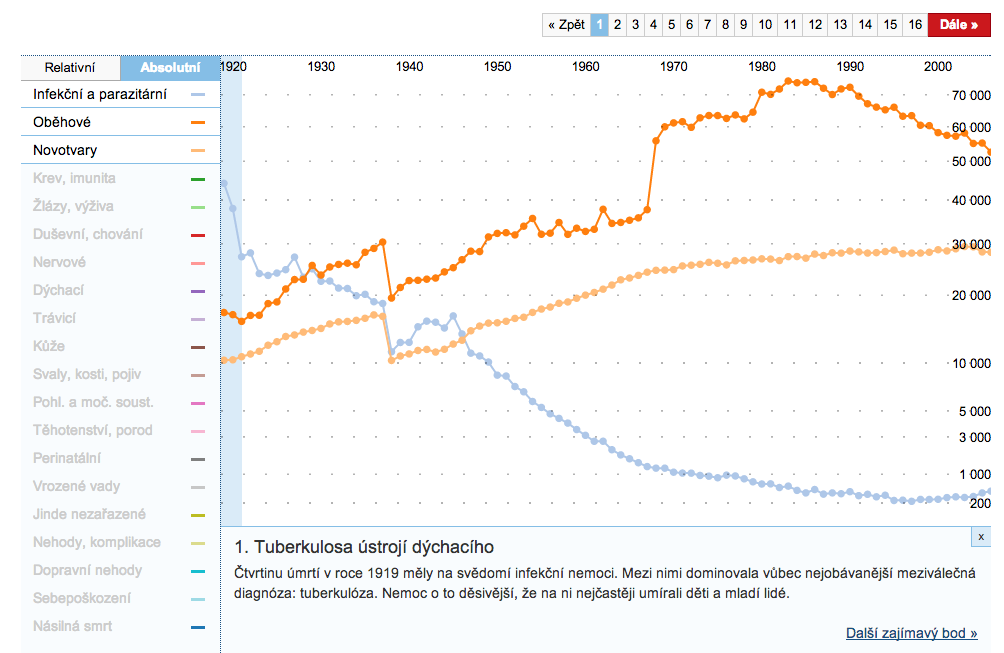 « Zpět 1 2 3 4 5 6 7 8 9 10 11 12 13 14 15 16 Dále »
Relativní Absolutní 1920 1930 1940 1950 1960 1970 1980 1990 2000
Infekční a parazitární
70 000
Oběhové
60 000
Novotvary
50 000
Krev, imunita
40 000
Žlázy, výživa
Duševní, chování
30 000
Nervové
Dýchací
20 000
Trávicí
Kůže
10 000
Svaly, kosti, pojiv
Pohl. a moč. soust.
5 000
Těhotenství, porod
3 000
Perinatální
1 000
Vrozené vady
200
Jinde nezařazené
Nehody, komplikace
Dopravní nehody
Sebepoškození
Násilná smrt
x
1. Tuberkulosa ústrojí dýchacího
Čtvrtinu úmrtí v roce 1919 měly na svědomí infekční nemoci. Mezi nimi dominovala vůbec nejobávanější meziválečná
diagnóza: tuberkulóza. Nemoc o to děsivější, že na ni nejčastěji umírali děti a mladí lidé.
Další zajímavý bod »